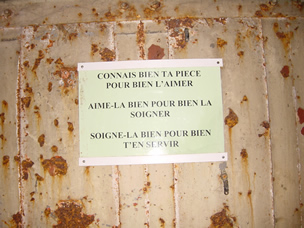 CONNAIS BIEN TA PIECE
POUR BIEN L'AIMER
AIME-LA BIEN POUR BIEN LA
SOIGNER
SOIGNE-LA BIEN POUR BIEN
T'EN SERVIR